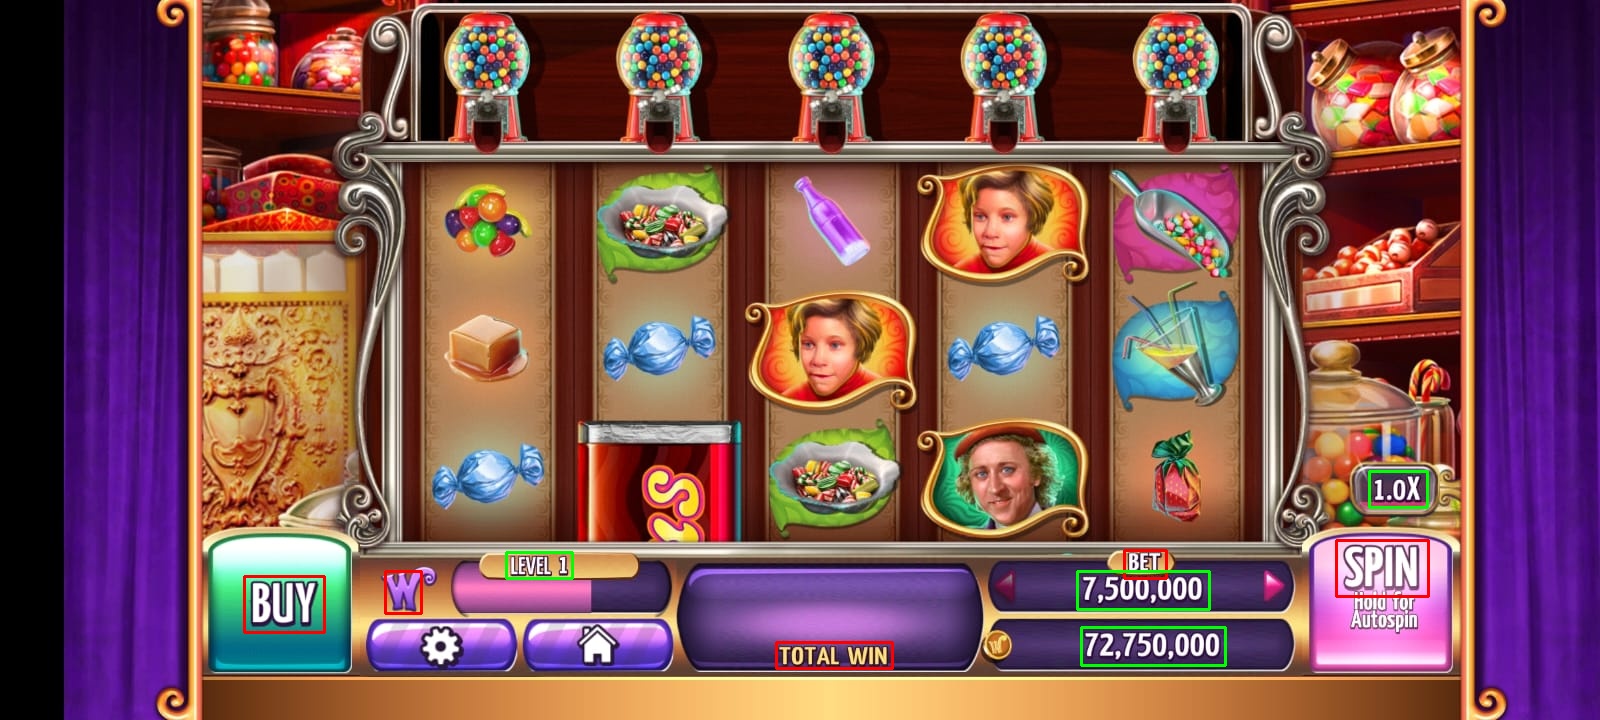 1.0X
LEVEL 1
BET
SPIN
BUY
W
7,500,000
Hold for
Autospin
TOTAL WIN
72,750,000